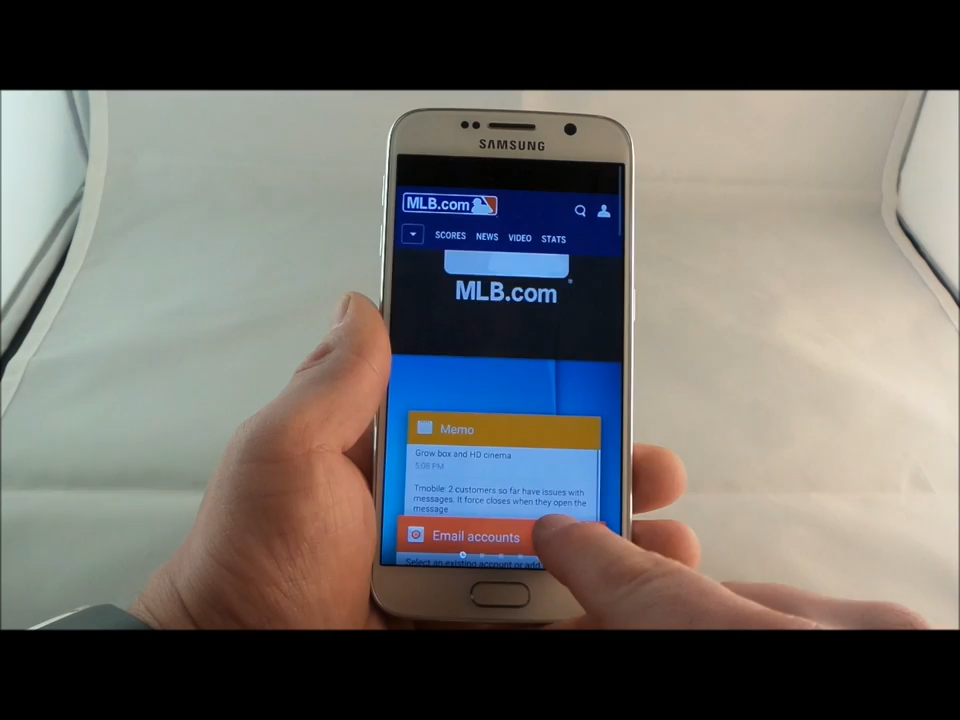 SAMSUNG
MLB.com
SCORES NEWS VIDEO STATS
MLB.com
Memo
Grow box and HD cinema
5:08 PM
Tmobile: 2 customers so far have issues with
messages. It force closes when they open the
message
Email accounts
Select an existing account or add